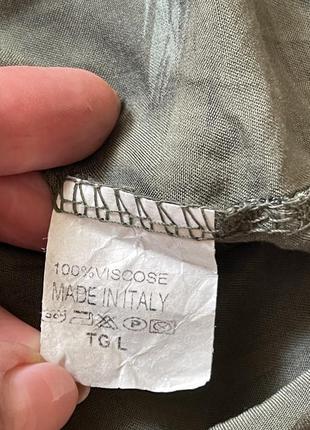 100% VISCOSE
MADE IN ITALY
P
TG L